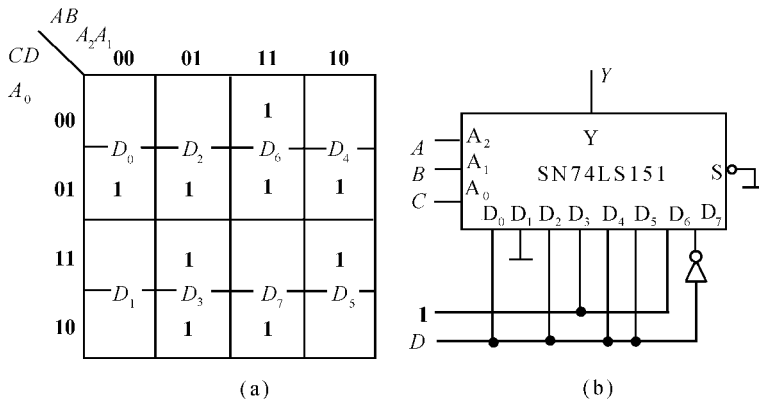 AB
A₂A₁
CD
A₀
00 01 11 10
00 1
D₀ D₂ D₆ D₄
01 1 1 1 1
11 1 1
D₁ D₃ D₇ D₅
10 1 1
(a)
Y
Y
A A₂
B A₁
C A₀
SN74LS151
S
D₀ D₁ D₂ D₃ D₄ D₅ D₆ D₇
1
D
(b)